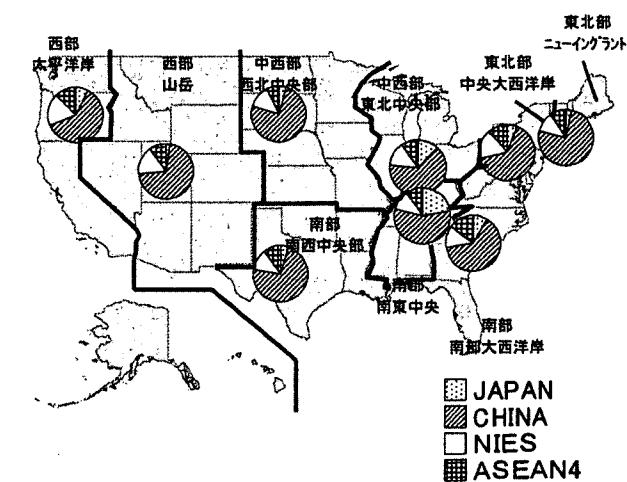 東北部
ニューイングラント
西部
太平洋岸
西部
山岳
中西部
西北中央部
中西部
東北中央部
東北部
中央大西洋岸
南部
南西中央部
南部
南東中央
南部
南部大西洋岸
JAPAN
CHINA
NIES
ASEAN4